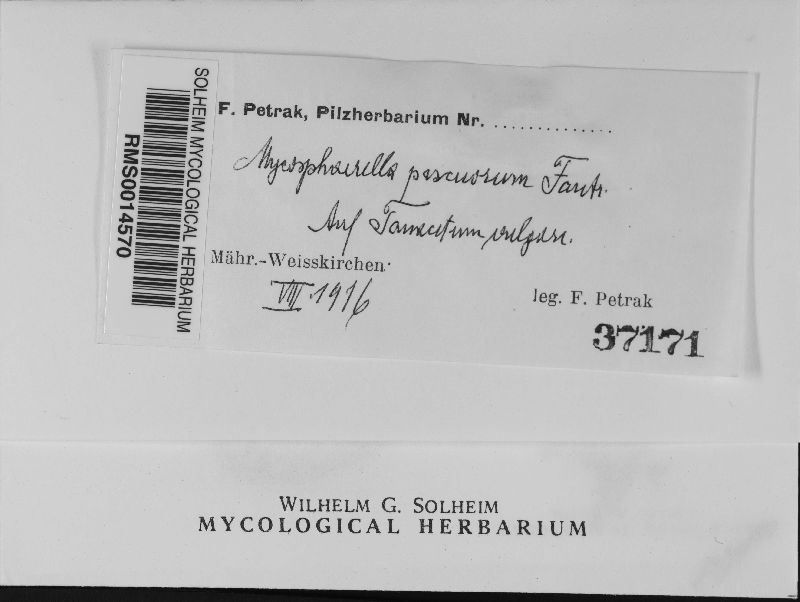 SOLHEIM MYCOLOGICAL HERBARIUM
RMS0014570
F. Petrak, Pilzherbarium Nr. ..............
Mycosphaerella pascuorum Fautr.
Auf Tanacetum vulgare.
Mähr.-Weisskirchen.
VIII. 1916
leg. F. Petrak
37171
WILHELM G. SOLHEIM
MYCOLOGICAL HERBARIUM